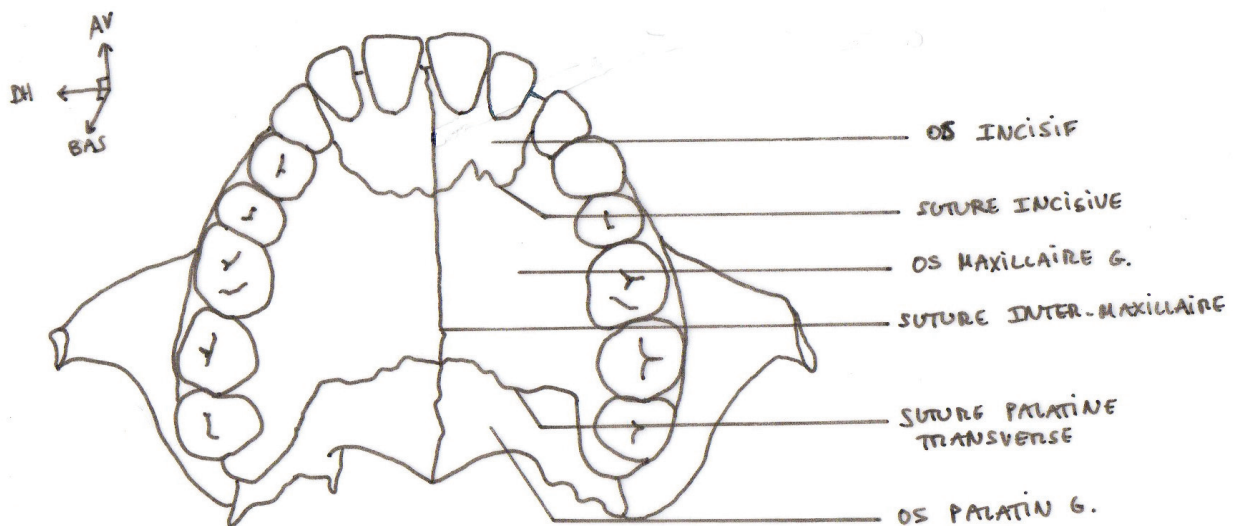 AV
DH
BAS
OS INCISIF
SUTURE INCISIVE
OS MAXILLAIRE G.
SUTURE INTER-MAXILLAIRE
SUTURE PALATINE
TRANSVERSE
OS PALATIN G.